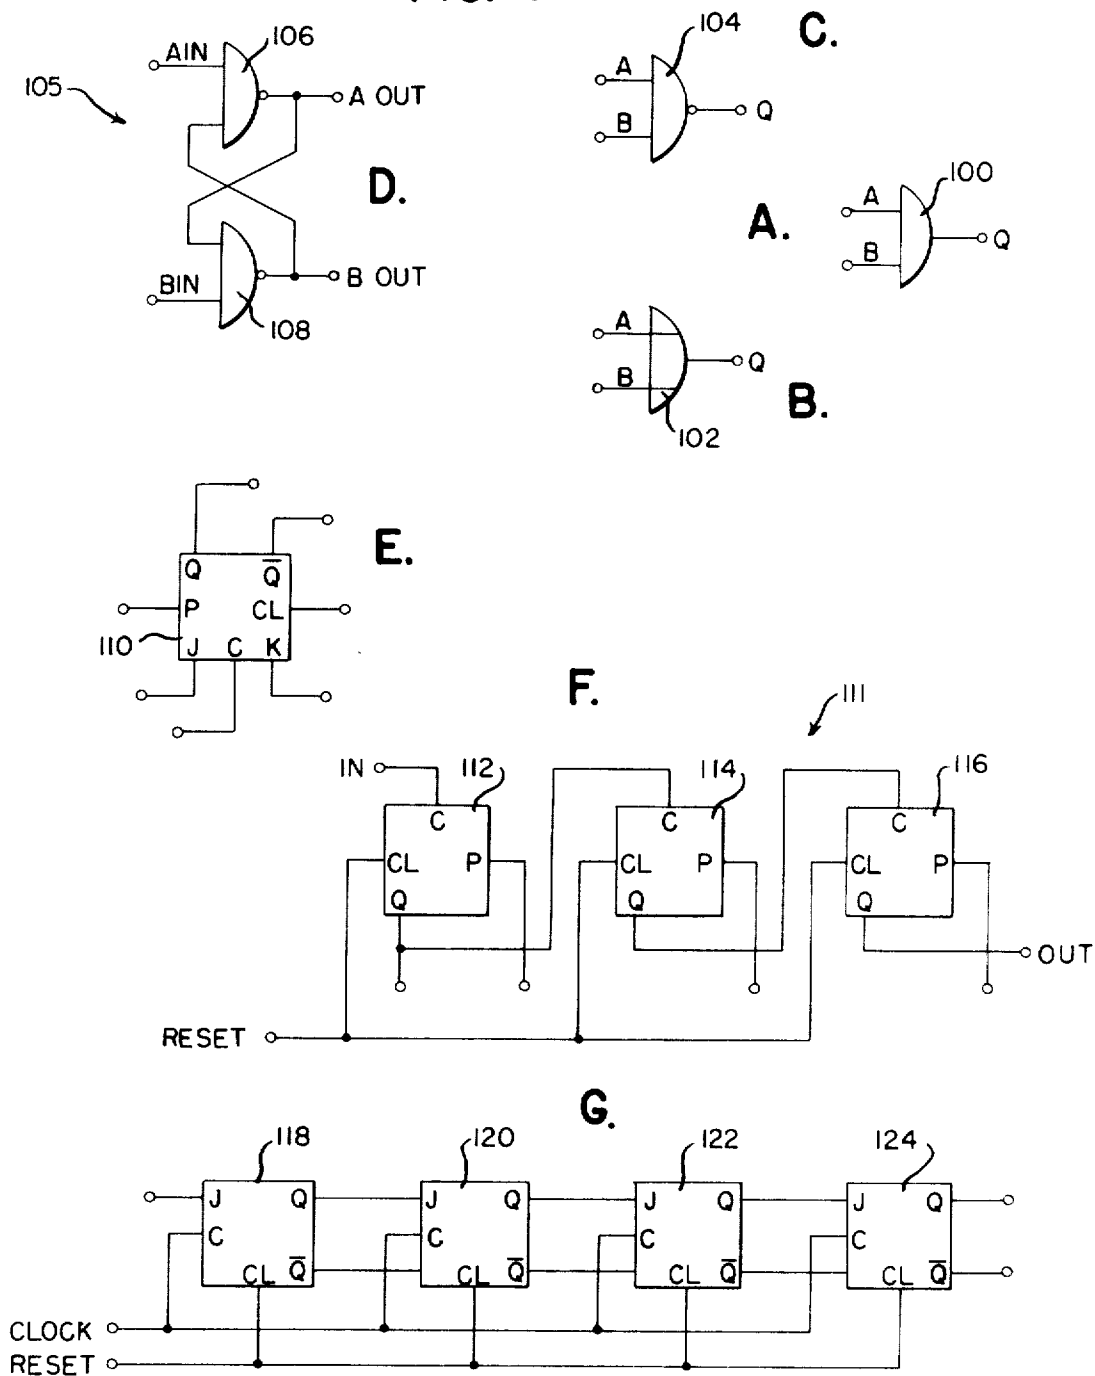 C.
106
104
AIN
A
105
A OUT
Q
B
100
D.
A.
A
Q
B
B OUT
BIN
108
A
Q
B
B.
102
E.
Q Q̅
P CL
110
J C K
F.
111
IN
112
114
116
C
C
C
CL P
CL P
CL P
Q
Q
Q
OUT
RESET
G.
118
120
122
124
J Q
J Q
J Q
J Q
C
C
C
C
CL Q̅
CL Q̅
CL Q̅
CL Q̅
CLOCK
RESET